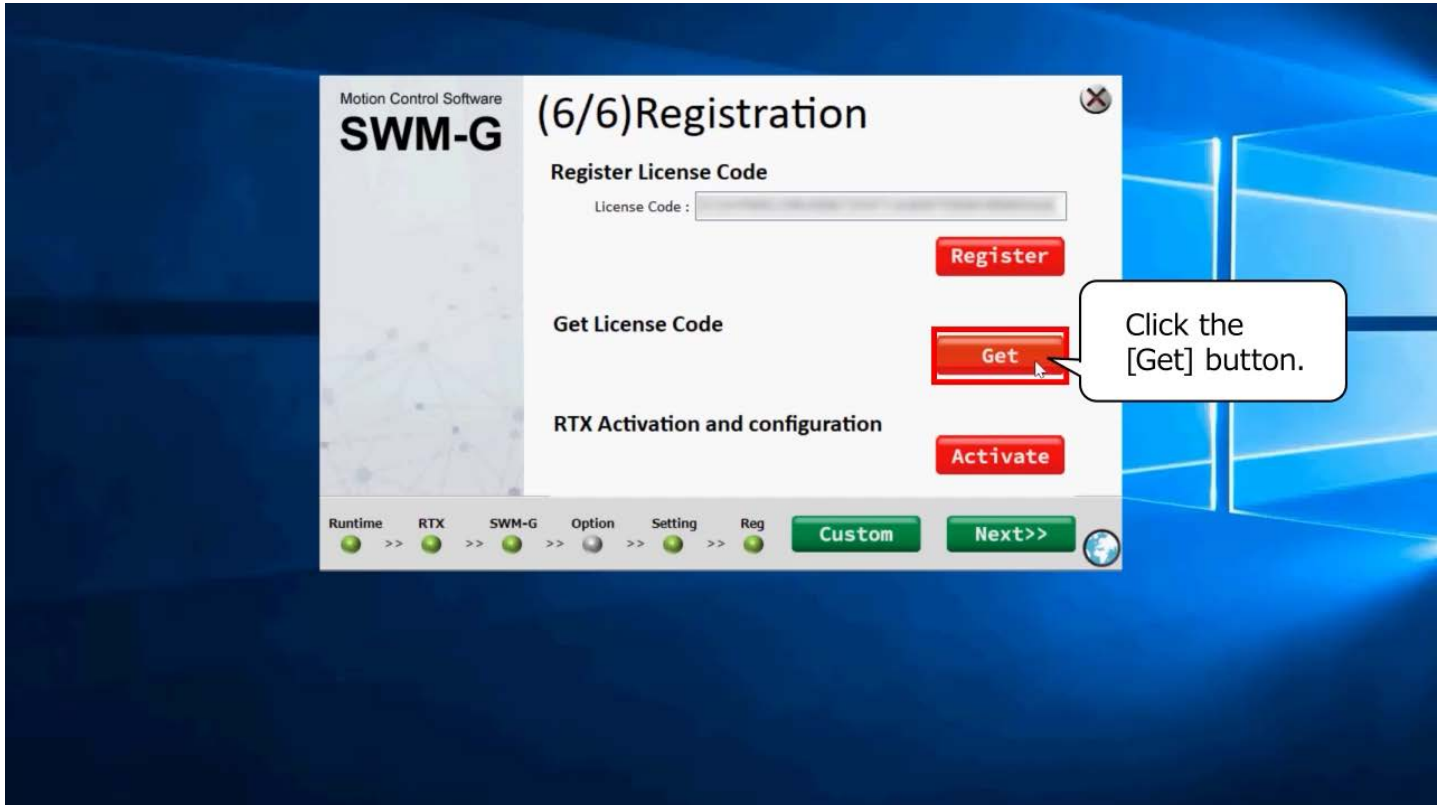 Motion Control Software
SWM-G
(6/6)Registration
Register License Code
License Code :
Register
Get License Code
Get
Click the
[Get] button.
RTX Activation and configuration
Activate
Runtime RTX SWM-G Option Setting Reg
>> >> >> >> >>
Custom
Next>>